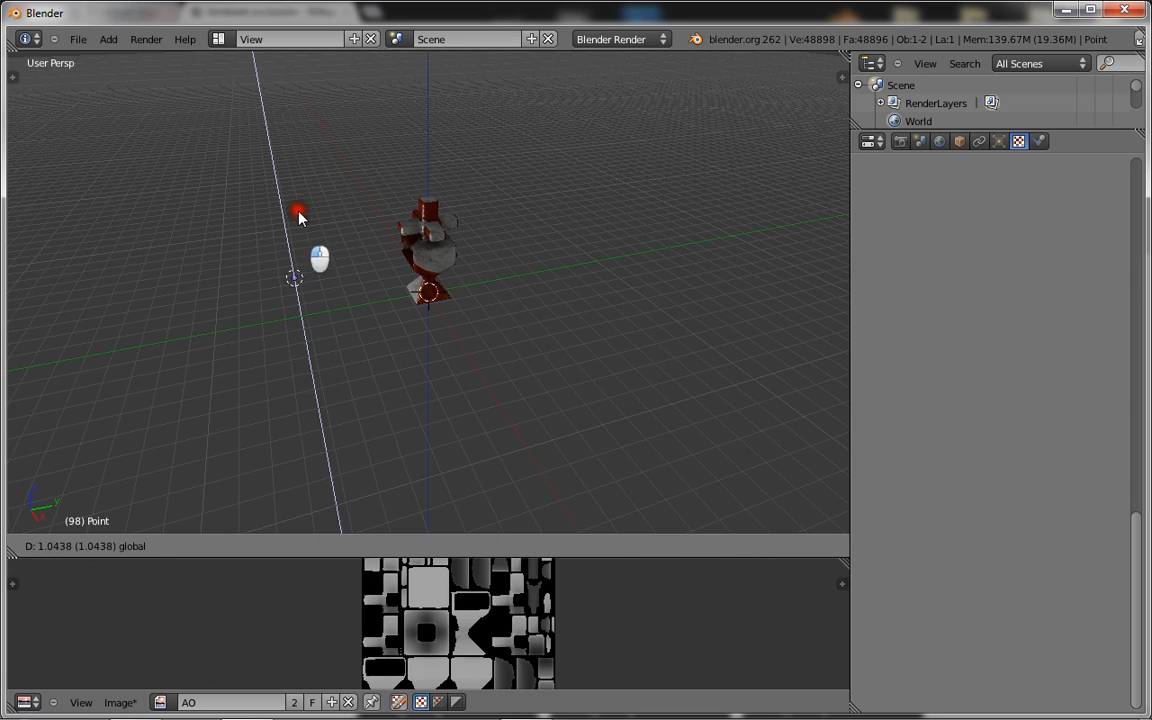 Blender
File Add Render Help View Scene Blender Render blender.org 262 | Ve:48898 | Fa:48896 | Ob:1-2 | La:1 | Mem:139.67M (19.36M) | Point
User Persp
View Search All Scenes
Scene
RenderLayers |
World
(98) Point
D: 1.0438 (1.0438) global
View Image* AO 2 F